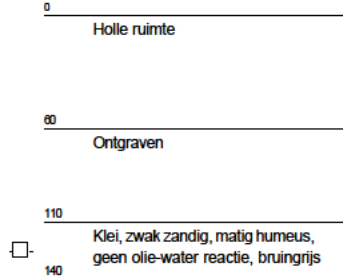 0
Holle ruimte
60
Ontgraven
110
Klei, zwak zandig, matig humeus,
geen olie-water reactie, bruingrijs
140